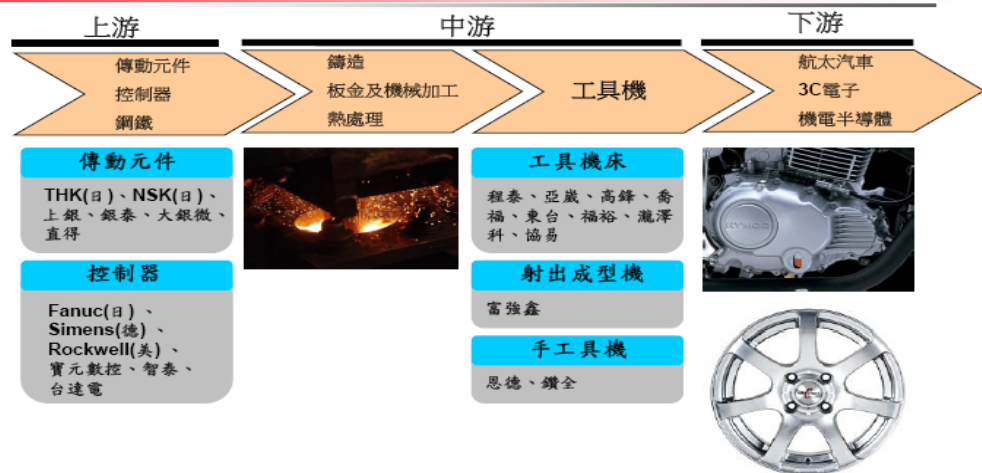 上游
中游
下游
傳動元件
控制器
鋼鐵
鑄造
板金及機械加工
熱處理
工具機
航太汽車
3C電子
機電半導體
傳動元件
THK(日)、NSK(日)、
上銀、銀泰、大銀微、
直得
控制器
Fanuc(日) 、
Simens(德) 、
Rockwell(美) 、
寶元數控、智泰、
台達電
工具機床
程泰、亞崴、高鋒、喬
福、東台、福裕、瀧澤
科、協易
射出成型機
富強鑫
手工具機
恩德、鑽全
KYMCO